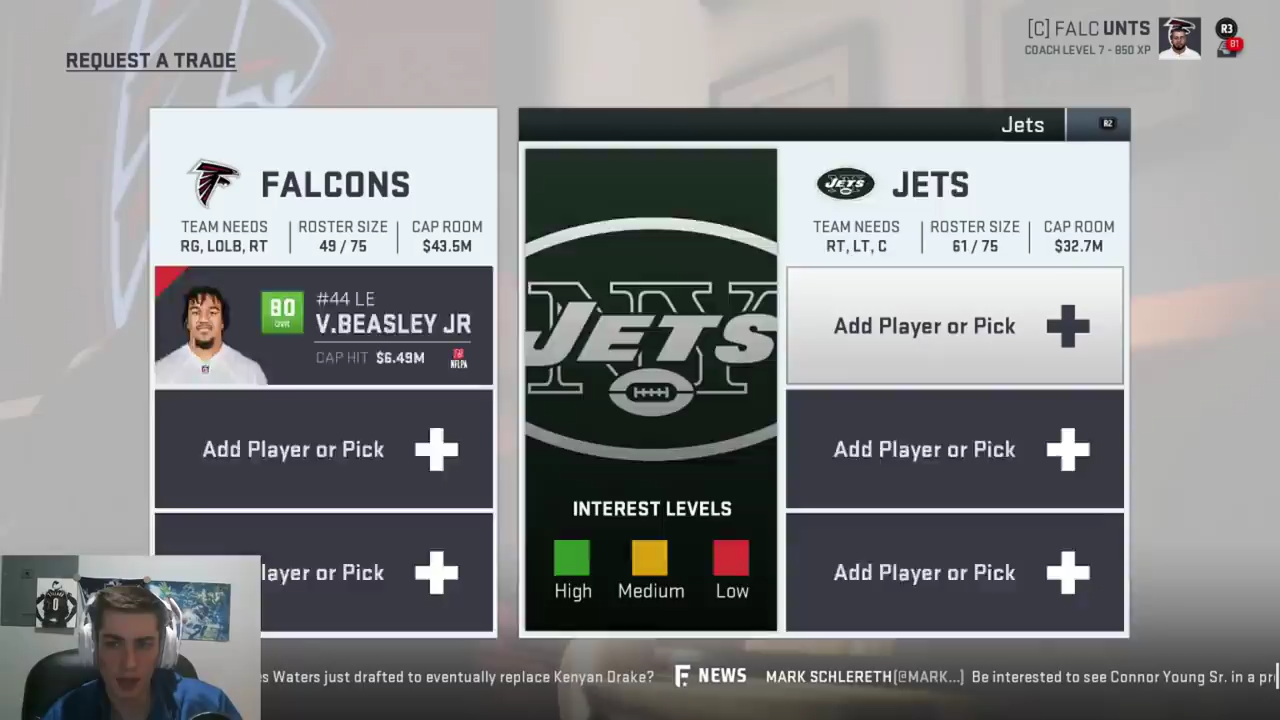 REQUEST A TRADE
[C] FALC UNTS
COACH LEVEL 7 - 850 XP
R3
81
Jets
R2
FALCONS
TEAM NEEDS
RG, LOLB, RT
ROSTER SIZE
49 / 75
CAP ROOM
$43.5M
80
OVR
#44 LE
V.BEASLEY JR
CAP HIT $6.49M
NFLPA
Add Player or Pick
layer or Pick
NY
JETS
INTEREST LEVELS
High
Medium
Low
JETS
JETS
TEAM NEEDS
RT, LT, C
ROSTER SIZE
61 / 75
CAP ROOM
$32.7M
Add Player or Pick
Add Player or Pick
Add Player or Pick
0
s Waters just drafted to eventually replace Kenyan Drake?
NEWS
MARK SCHLERETH[@MARK...] Be interested to see Connor Young Sr. in a pr